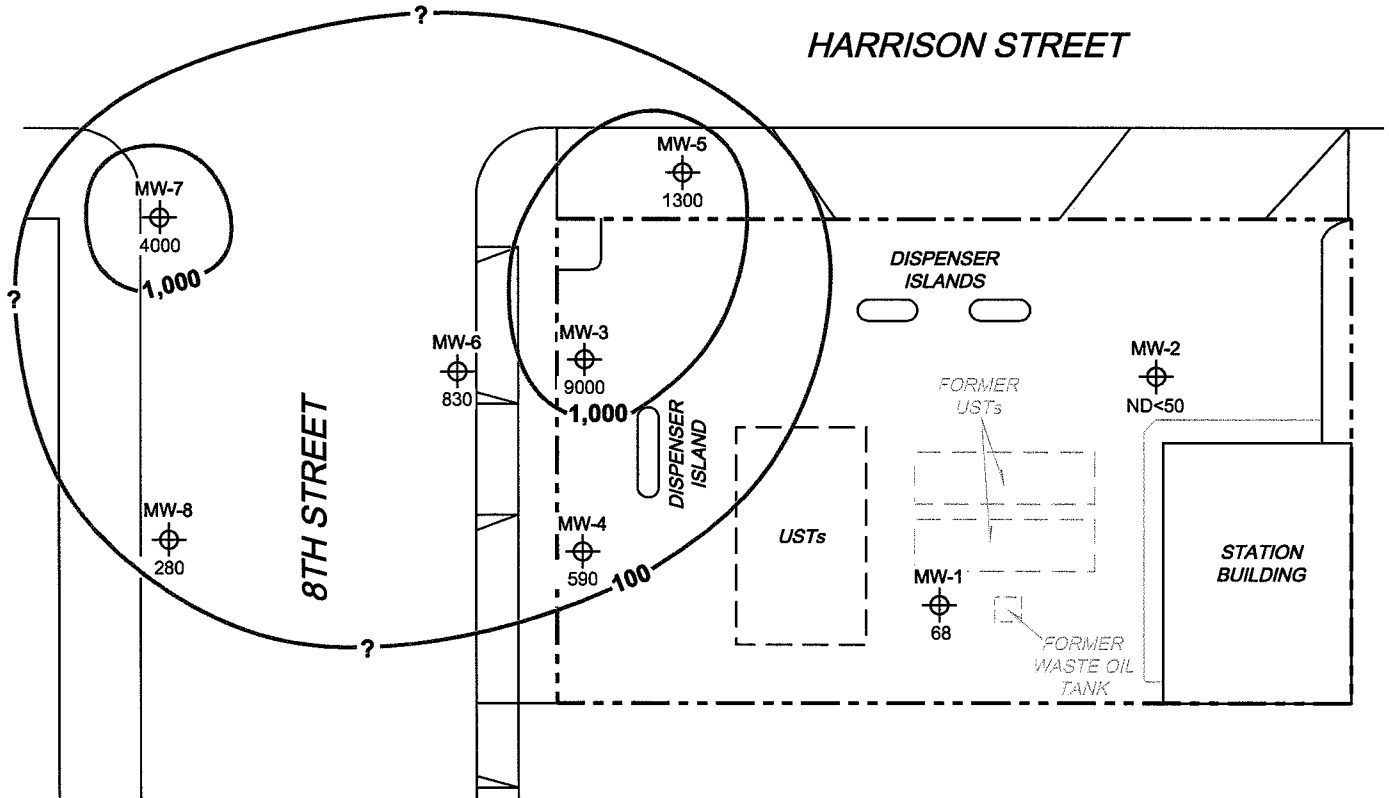 ?
HARRISON STREET
MW-5
1300
MW-7
4000
1,000
?
DISPENSER
ISLANDS
MW-3
9000
1,000
MW-6
830
MW-2
ND<50
FORMER
USTs
8TH STREET
DISPENSER
ISLAND
MW-8
280
MW-4
590
100
USTs
STATION
BUILDING
MW-1
68
FORMER
WASTE OIL
TANK
?